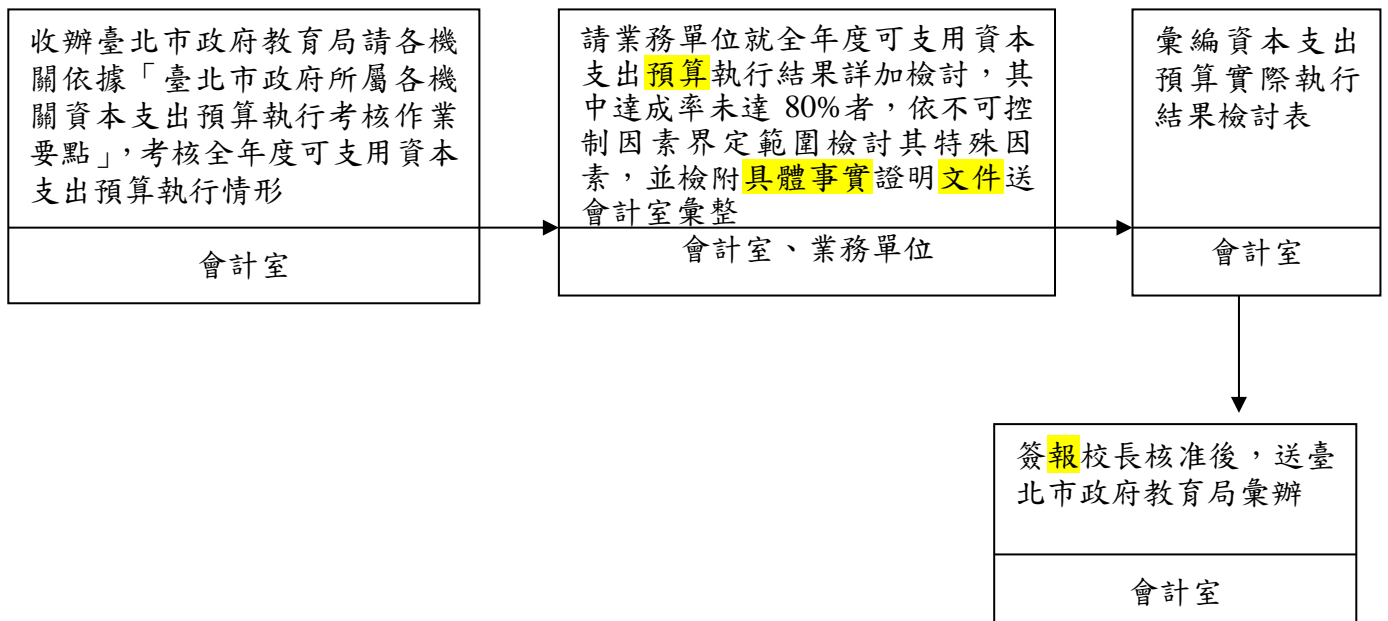 收辦臺北市政府教育局請各機
關依據「臺北市政府所屬各機
關資本支出預算執行考核作業
要點」，考核全年度可支用資本
支出預算執行情形
會計室
請業務單位就全年度可支用資本
支出預算執行結果詳加檢討，其
中達成率未達 80%者，依不可控
制因素界定範圍檢討其特殊因
素，並檢附具體事實證明文件送
會計室彙整
會計室、業務單位
彙編資本支出
預算實際執行
結果檢討表
會計室
簽報校長核准後，送臺
北市政府教育局彙辦
會計室